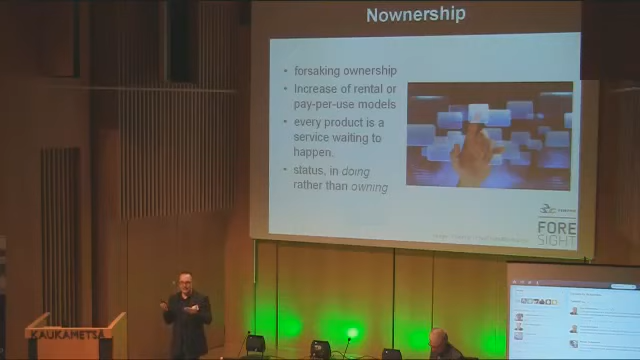 Nownership
• forsaking ownership
• Increase of rental or
pay-per-use models
• every product is a
service waiting to
happen.
• status, in doing
rather than owning
FORE
SIGHT
KAUKAMETSÄ